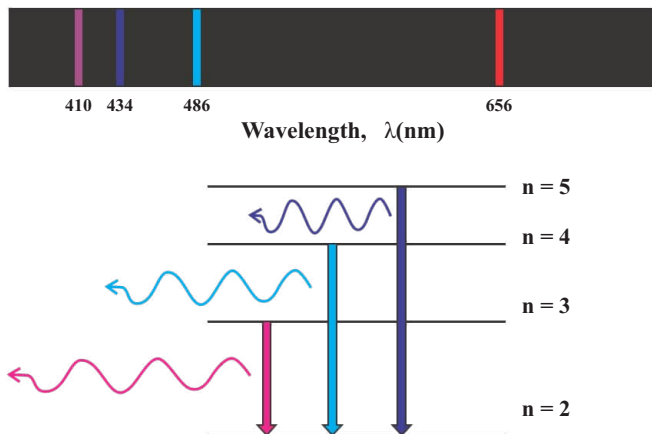 410 434 486 656
Wavelength, λ(nm)
n = 5
n = 4
n = 3
n = 2